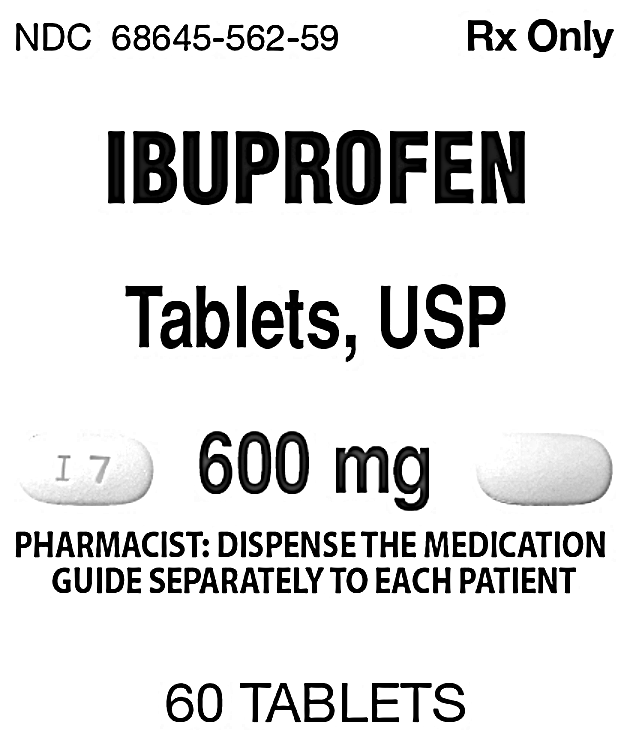 NDC 68645-562-59 Rx Only
IBUPROFEN
Tablets, USP
I 7 600 mg
PHARMACIST: DISPENSE THE MEDICATION
GUIDE SEPARATELY TO EACH PATIENT
60 TABLETS